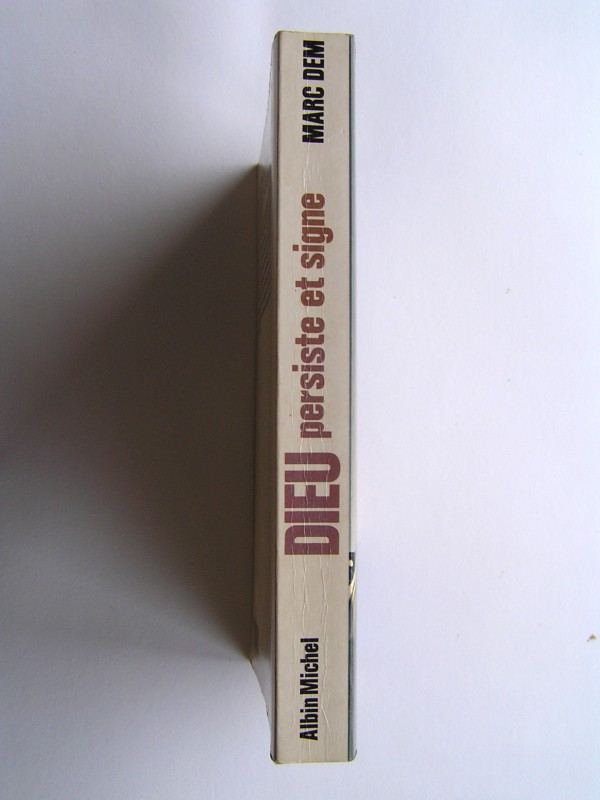 Albin Michel
DIEU persiste et signe
MARC DEM